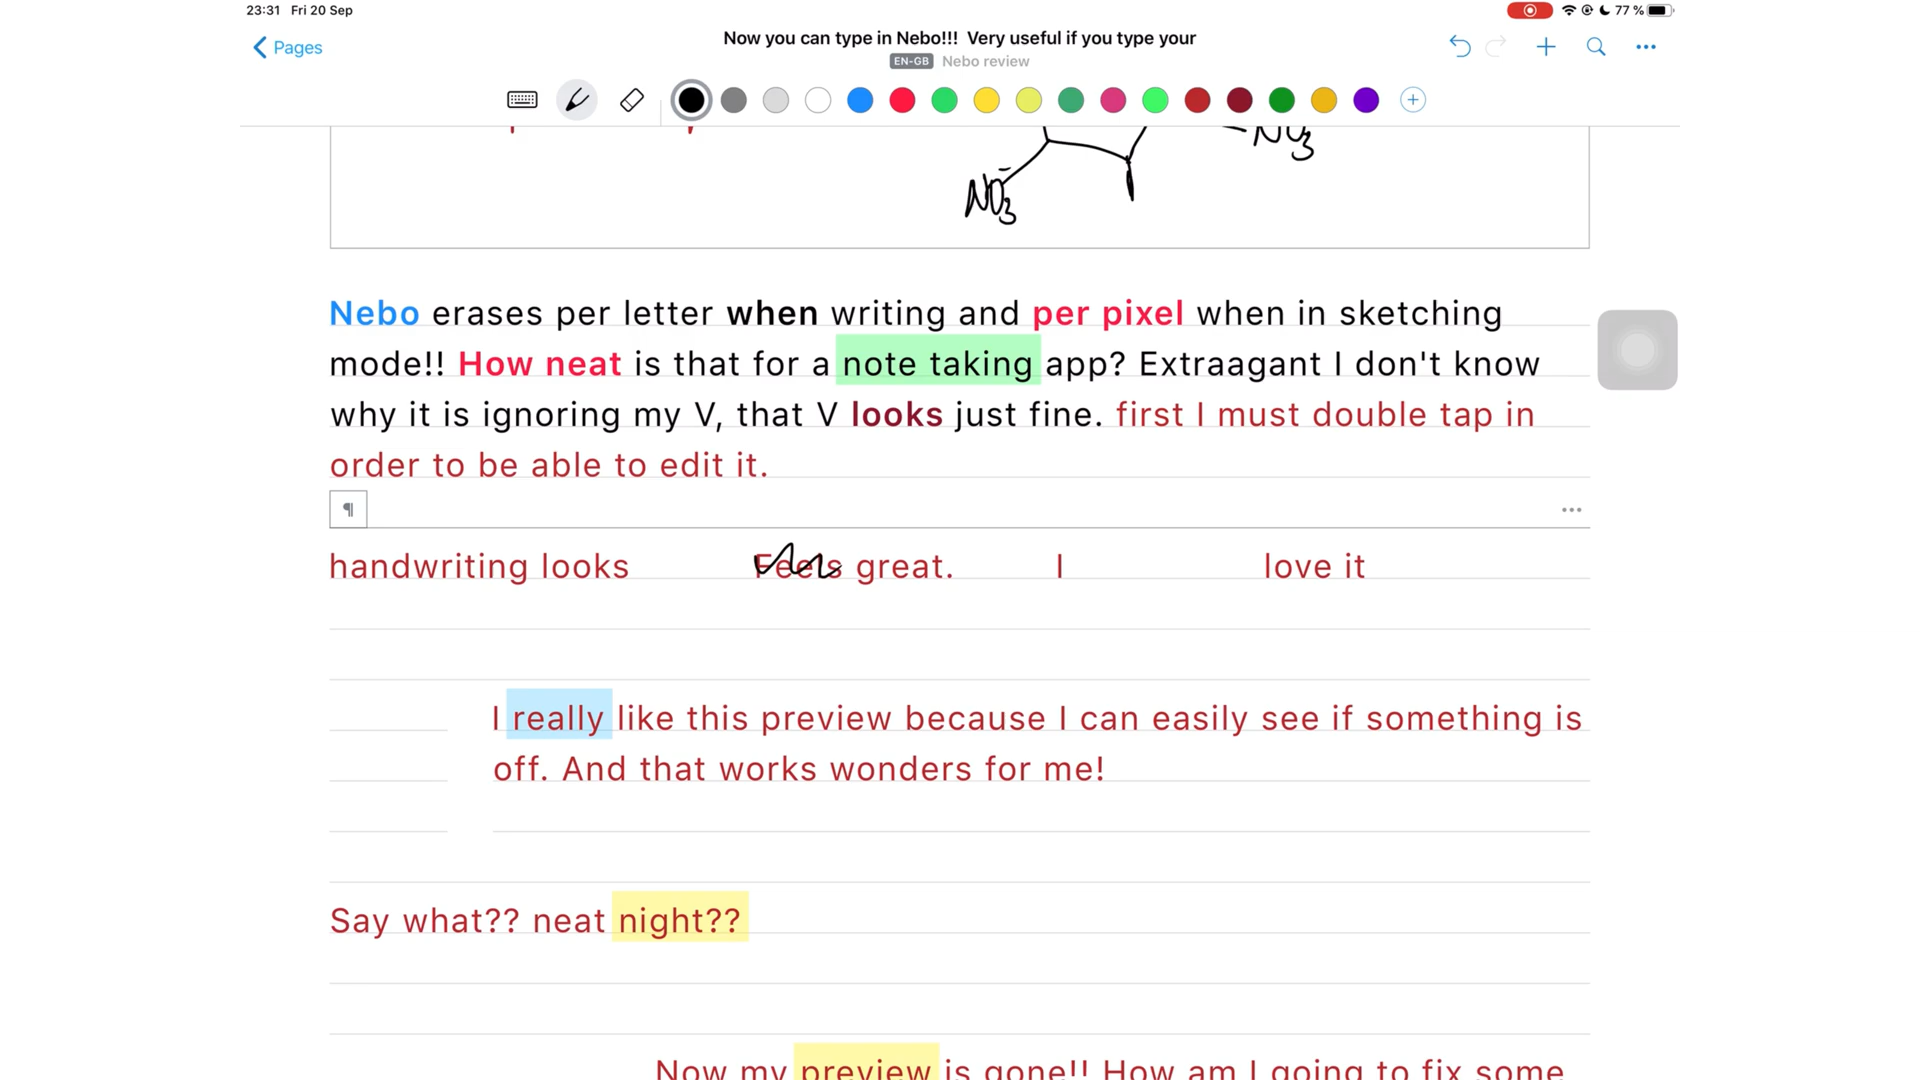 23:31 Fri 20 Sep
77 %
Pages
Now you can type in Nebo!!! Very useful if you type your
EN-GB Nebo review
NO3
NO3
Nebo erases per letter when writing and per pixel when in sketching
mode!! How neat is that for a note taking app? Extraagant I don't know
why it is ignoring my V, that V looks just fine. first I must double tap in
order to be able to edit it.
handwriting looks Feels great. I love it
I really like this preview because I can easily see if something is
off. And that works wonders for me!
Say what?? neat night??
Now my preview is gone!! How am I going to fix some